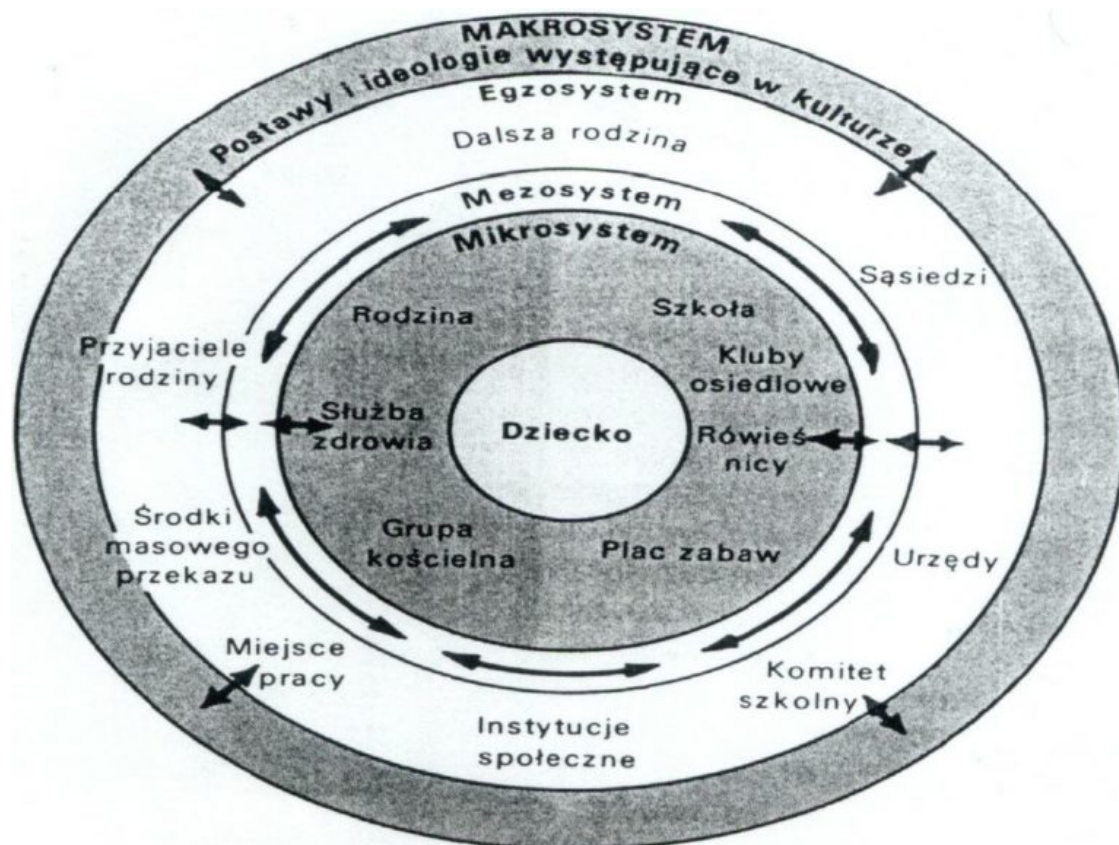 MAKROSYSTEM
Postawy i ideologie występujące w kulturze
Egzosystem
Dalsza rodzina
Mezosystem
Mikrosystem
Sąsiedzi
Rodzina
Szkoła
Przyjaciele
rodziny
Kluby
osiedlowe
Służba
zdrowia
Dziecko
Rówieś
nicy
Środki
masowego
przekazu
Grupa
kościelna
Plac zabaw
Urzędy
Miejsce
pracy
Komitet
szkolny
Instytucje
społeczne